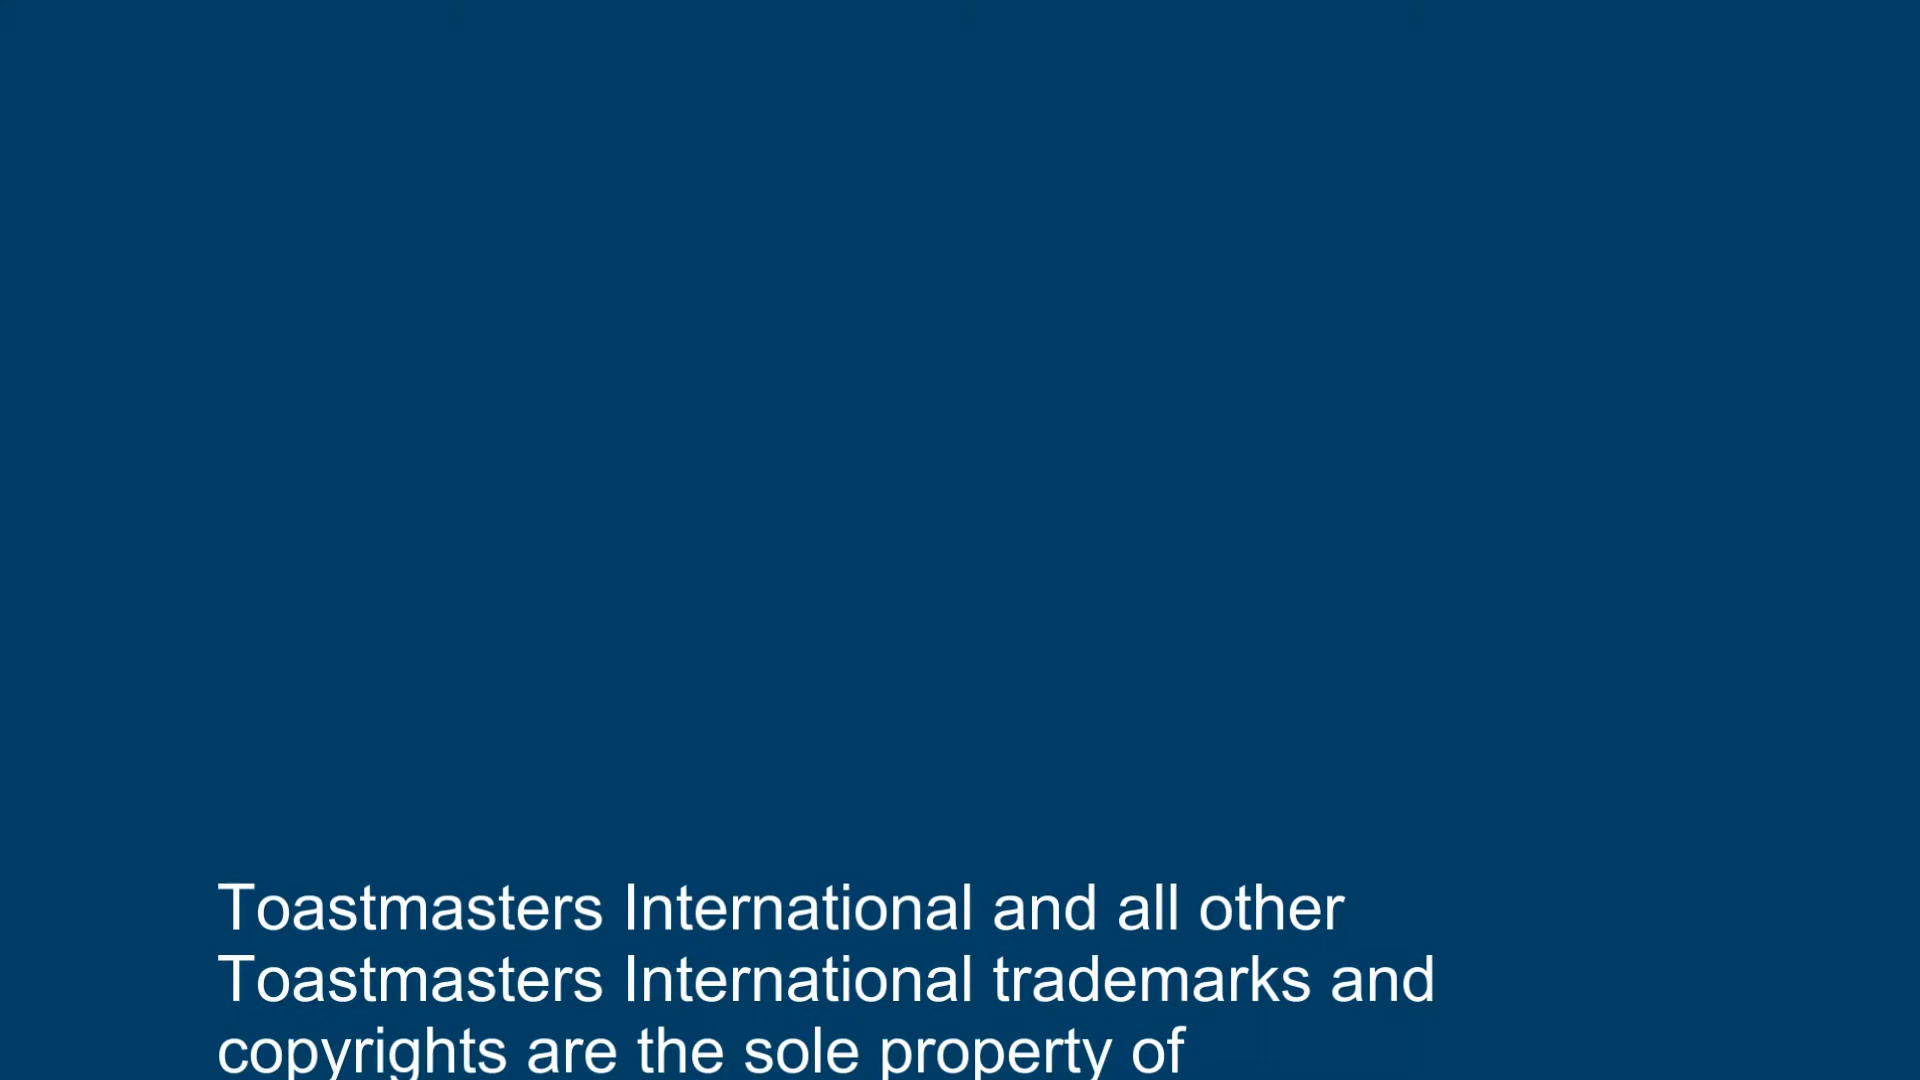 Toastmasters International and all other
Toastmasters International trademarks and
copyrights are the sole property of